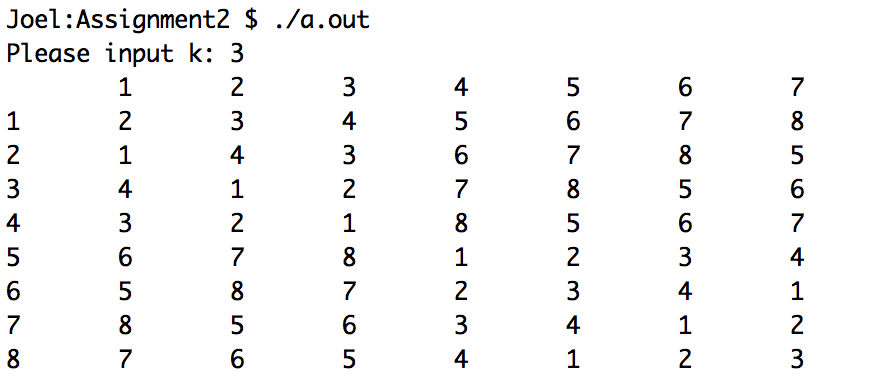 Joel:Assignment2 $ ./a.out
Please input k: 3
1 2 3 4 5 6 7
1 2 3 4 5 6 7 8
2 1 4 3 6 7 8 5
3 4 1 2 7 8 5 6
4 3 2 1 8 5 6 7
5 6 7 8 1 2 3 4
6 5 8 7 2 3 4 1
7 8 5 6 3 4 1 2
8 7 6 5 4 1 2 3